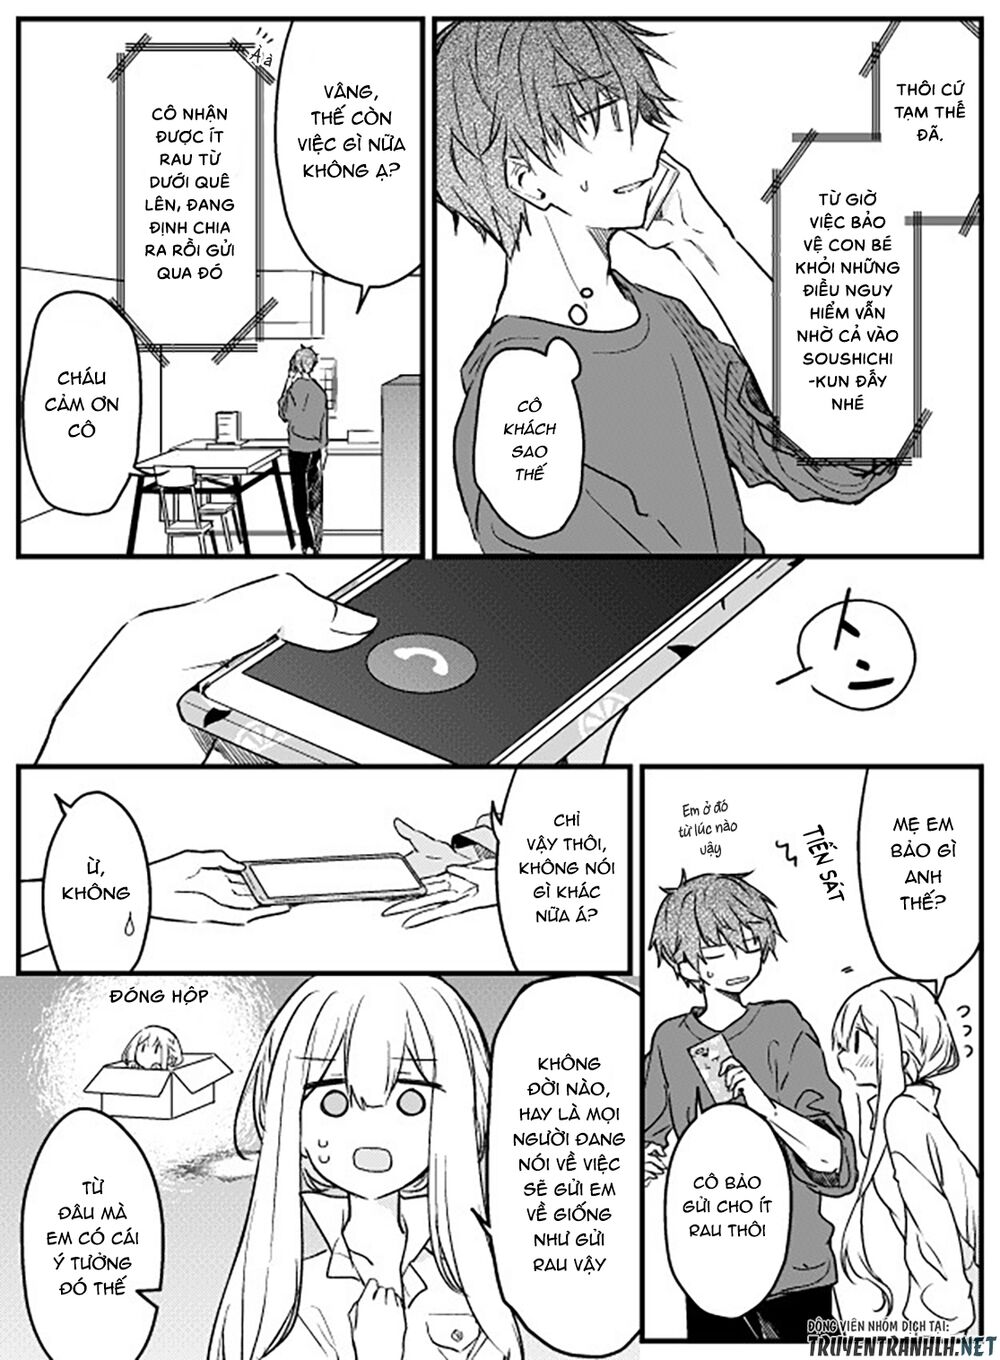 THÔI CỨ
TẠM THẾ
ĐÃ.
TỪ GIỜ
VIỆC BẢO
VỆ CON BÉ
KHỎI NHỮNG
ĐIỀU NGUY
HIỂM VẪN
NHỜ CẢ VÀO
SOUSHICHI
-KUN ĐẤY
NHÉ
CÔ
KHÁCH
SAO
THẾ
VÂNG,
THẾ CÒN
VIỆC GÌ NỮA
KHÔNG Ạ?
À à
CÔ NHẬN
ĐƯỢC ÍT
RAU TỪ
DƯỚI QUÊ
LÊN, ĐANG
ĐỊNH CHIA
RA RỒI GỬI
QUA ĐÓ
CHÁU
CẢM ƠN
CÔ
トン
MẸ EM
BẢO GÌ
ANH
THẾ?
TIẾN SÁT
Em ở đó
từ lúc nào
vậy
CÔ BẢO
GỬI CHO ÍT
RAU THÔI
CHỈ
VẬY THÔI,
KHÔNG NÓI
GÌ KHÁC
NỮA Á?
Ừ,
KHÔNG
KHÔNG
ĐỜI NÀO,
HAY LÀ MỌI
NGƯỜI ĐANG
NÓI VỀ VIỆC
SẼ GỬI EM
VỀ GIỐNG
NHƯ GỬI
RAU VẬY
ĐÓNG HỘP
TỪ
ĐÂU MÀ
EM CÓ CÁI
Ý TƯỞNG
ĐÓ THẾ
ĐỘNG VIÊN NHÓM DỊCH TẠI:
TRUYENTRANHLH.NET